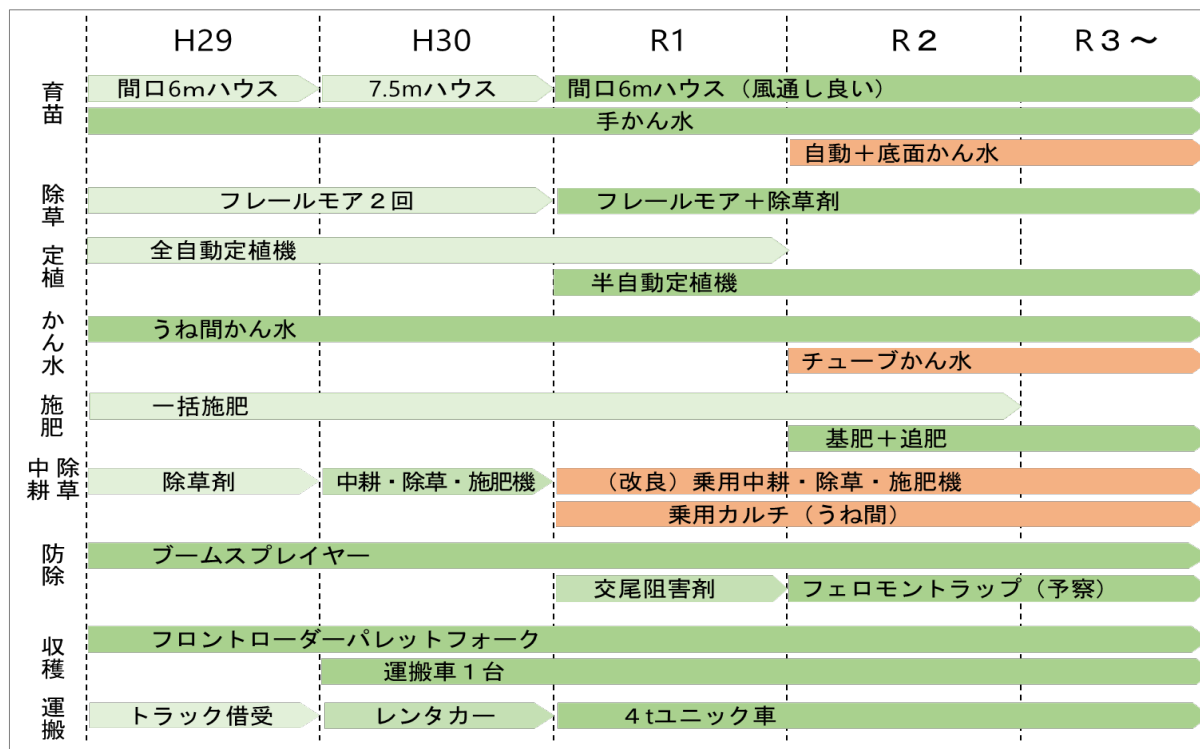 H29 H30 R1 R２ R３～
育苗 間口6mハウス 7.5mハウス 間口6mハウス（風通し良い）
手かん水
自動＋底面かん水
除草 フレールモア２回 フレールモア＋除草剤
定植 全自動定植機
半自動定植機
かん水 うね間かん水
チューブかん水
施肥 一括施肥
基肥＋追肥
中耕除草 除草剤 中耕・除草・施肥機 （改良）乗用中耕・除草・施肥機
乗用カルチ（うね間）
防除 ブームスプレイヤー
交尾阻害剤 フェロモントラップ（予察）
収穫 フロントローダーパレットフォーク
運搬車１台
運搬 トラック借受 レンタカー ４tユニック車